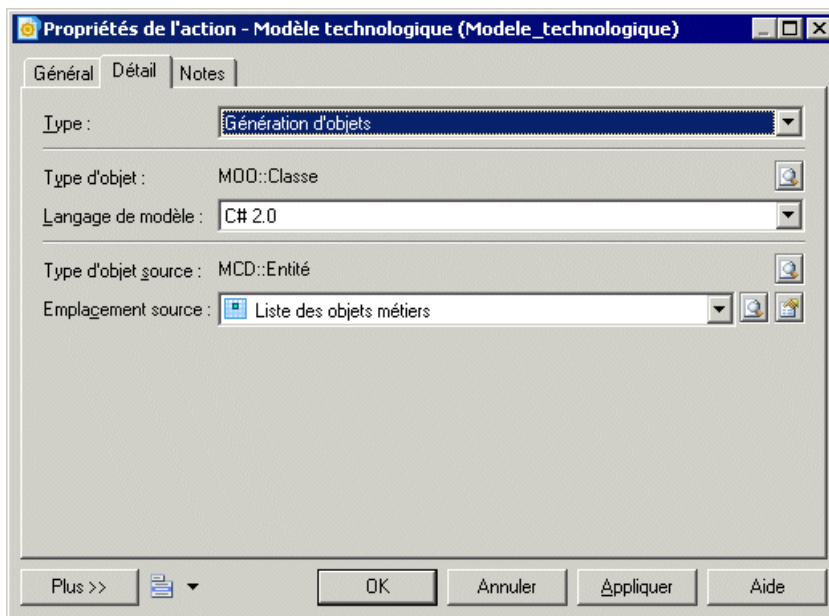 Propriétés de l'action - Modèle technologique (Modele_technologique)
Général Détail Notes
Type : Génération d'objets
Type d'objet : MOO::Classe
Langage de modèle : C# 2.0
Type d'objet source : MCD::Entité
Emplacement source : Liste des objets métiers
Plus >> OK Annuler Appliquer Aide